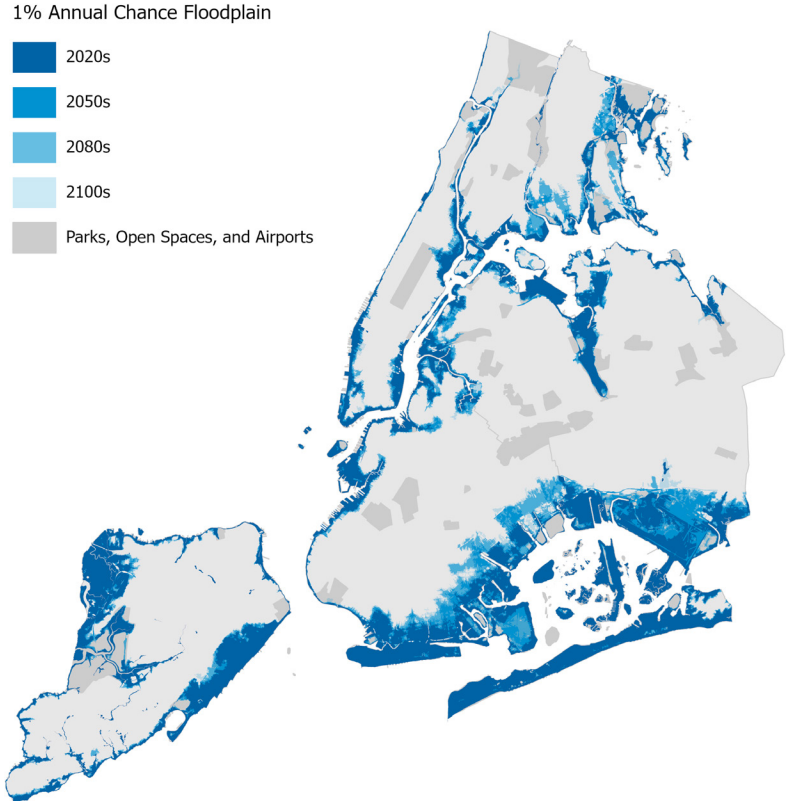 1% Annual Chance Floodplain
2020s
2050s
2080s
2100s
Parks, Open Spaces, and Airports